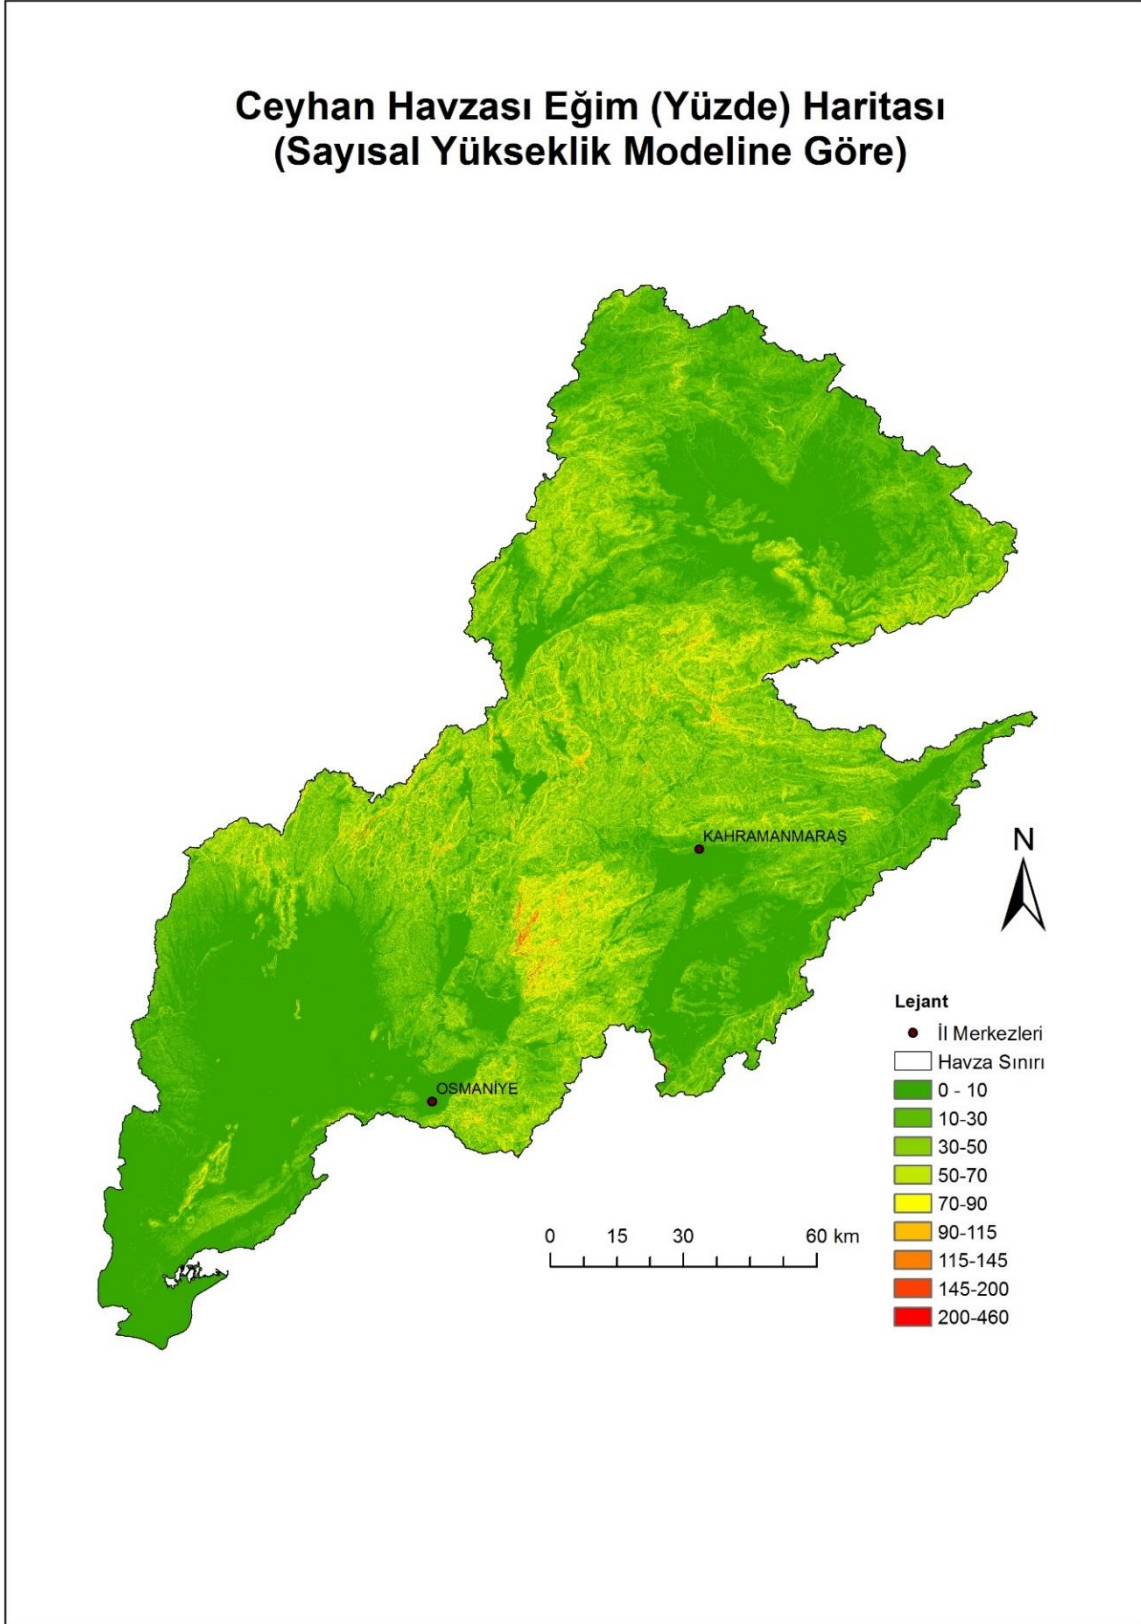 Ceyhan Havzası Eğim (Yüzde) Haritası
(Sayısal Yükseklik Modeline Göre)
KAHRAMANMARAŞ
N
OSMANİYE
Lejant
İl Merkezleri
Havza Sınırı
0 - 10
10-30
30-50
50-70
70-90
90-115
115-145
145-200
200-460
0 15 30 60 km